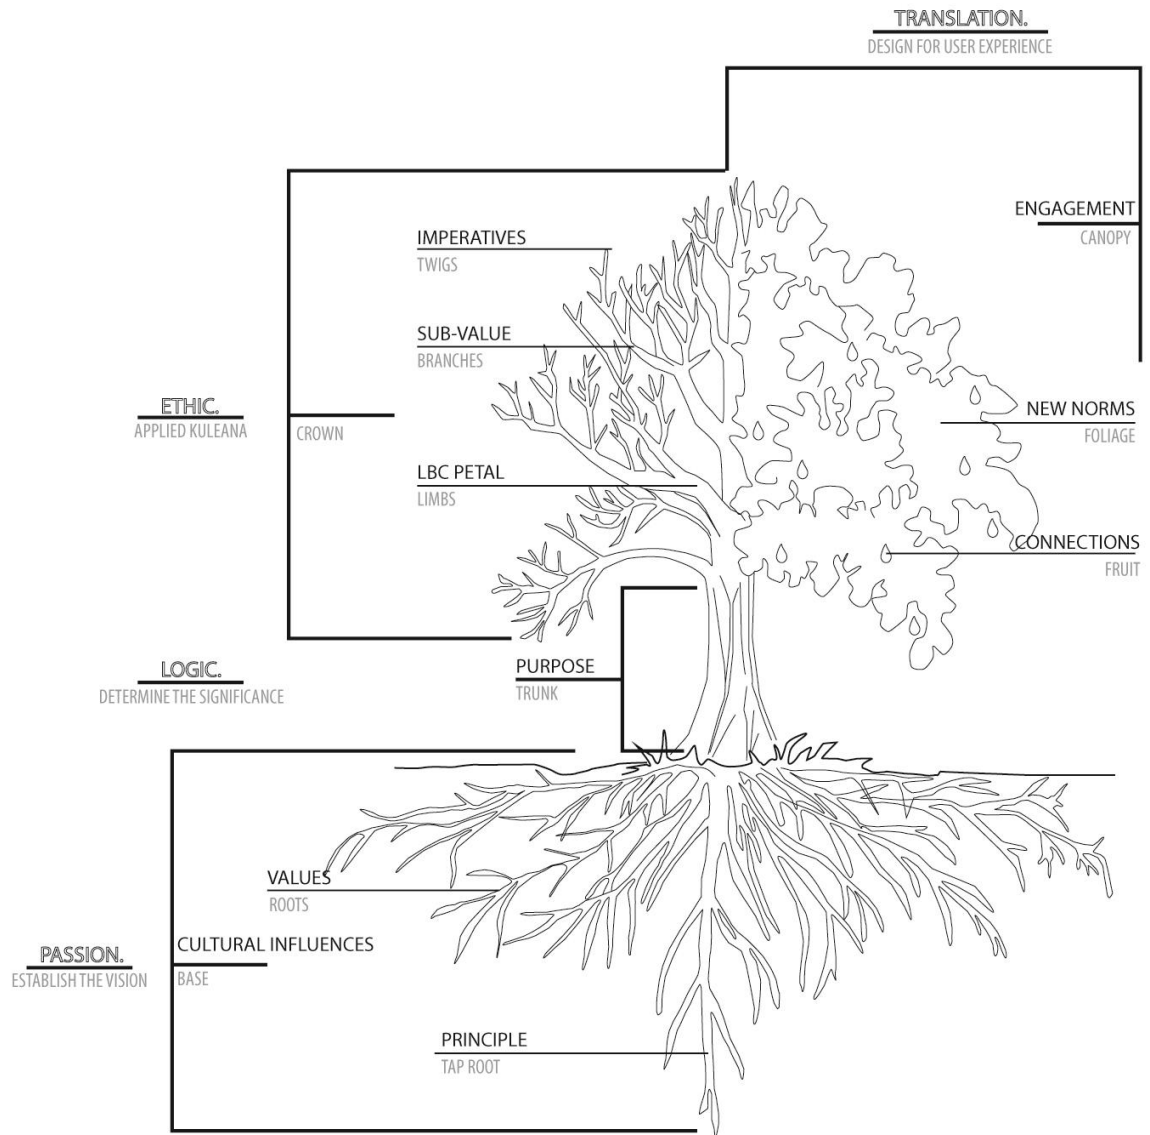 TRANSLATION.
DESIGN FOR USER EXPERIENCE
ENGAGEMENT
CANOPY
IMPERATIVES
TWIGS
SUB-VALUE
BRANCHES
ETHIC.
APPLIED KULEANA
CROWN
NEW NORMS
FOLIAGE
LBC PETAL
LIMBS
CONNECTIONS
FRUIT
LOGIC.
DETERMINE THE SIGNIFICANCE
PURPOSE
TRUNK
VALUES
ROOTS
PASSION.
ESTABLISH THE VISION
CULTURAL INFLUENCES
BASE
PRINCIPLE
TAP ROOT